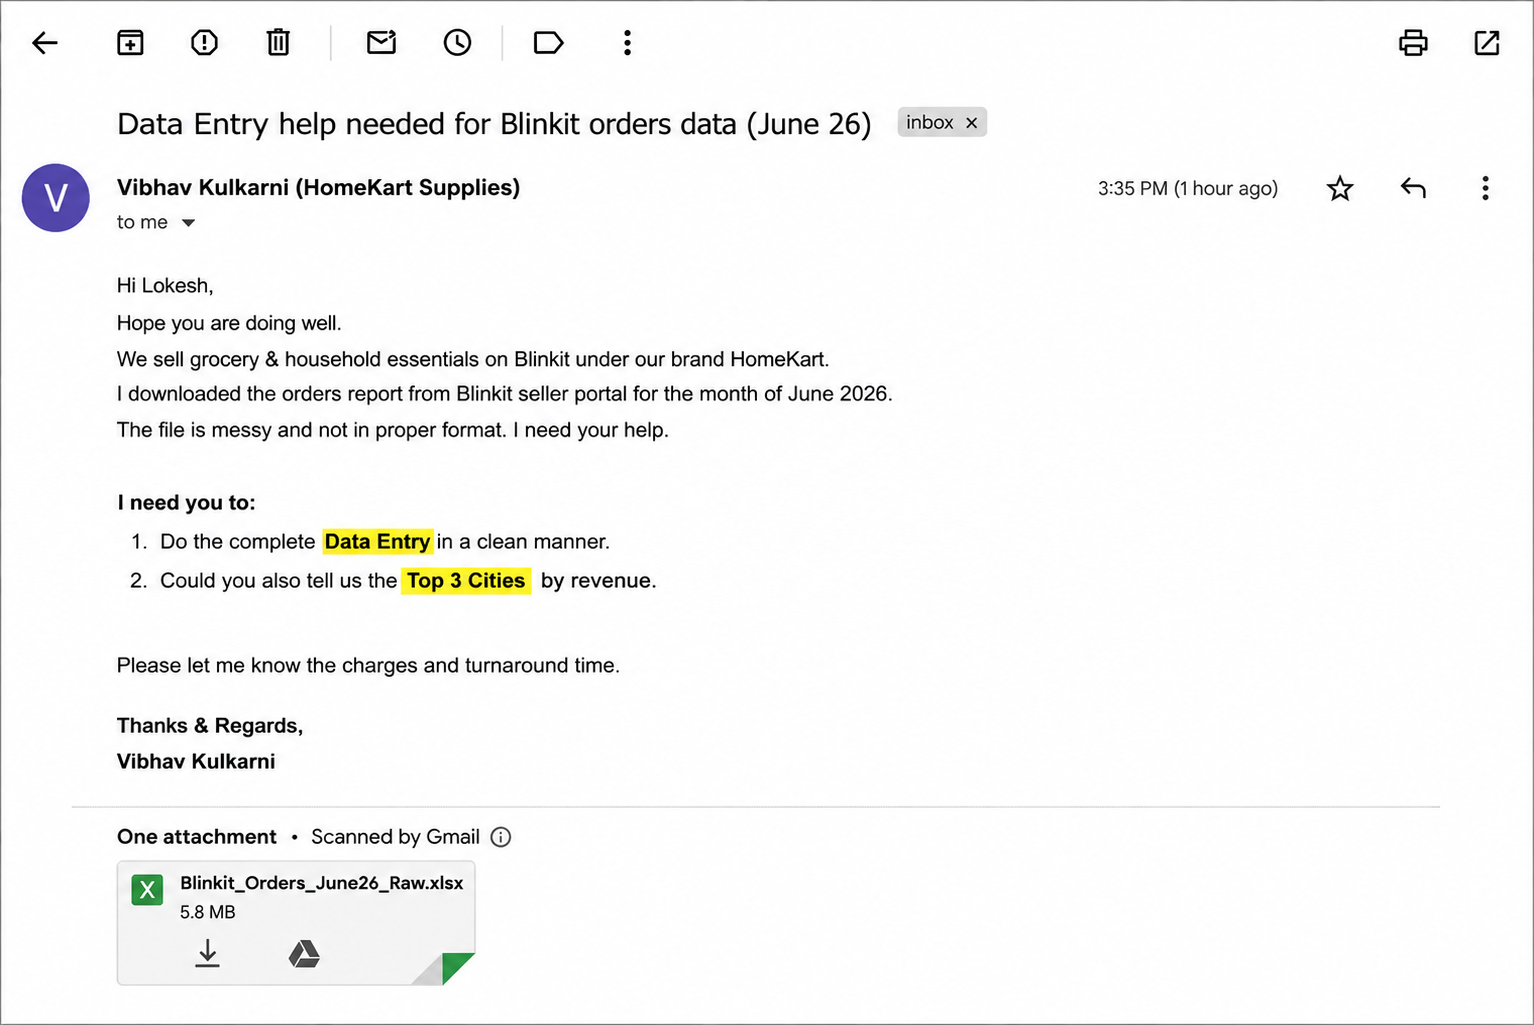 Data Entry help needed for Blinkit orders data (June 26) inbox ×
V
Vibhav Kulkarni (HomeKart Supplies) 3:35 PM (1 hour ago)
to me
Hi Lokesh,
Hope you are doing well.
We sell grocery & household essentials on Blinkit under our brand HomeKart.
I downloaded the orders report from Blinkit seller portal for the month of June 2026.
The file is messy and not in proper format. I need your help.
I need you to:
1. Do the complete Data Entry in a clean manner.
2. Could you also tell us the Top 3 Cities by revenue.
Please let me know the charges and turnaround time.
Thanks & Regards,
Vibhav Kulkarni
One attachment • Scanned by Gmail
X Blinkit_Orders_June26_Raw.xlsx
5.8 MB